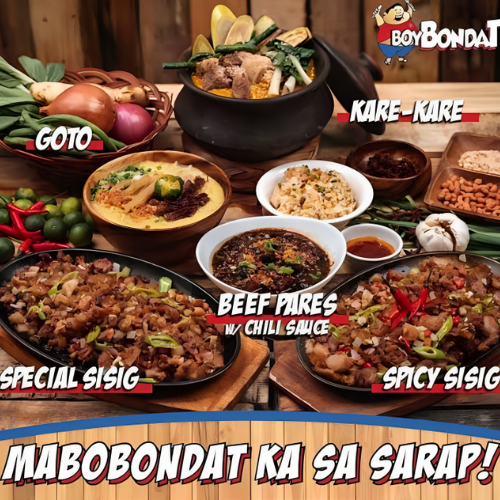 BOYBONDAT
KARE-KARE
GOTO
BEEF PARES
W/ CHILI SAUCE
SPECIAL SISIG
SPICY SISIG
MABOBONDAT KA SA SARAP!